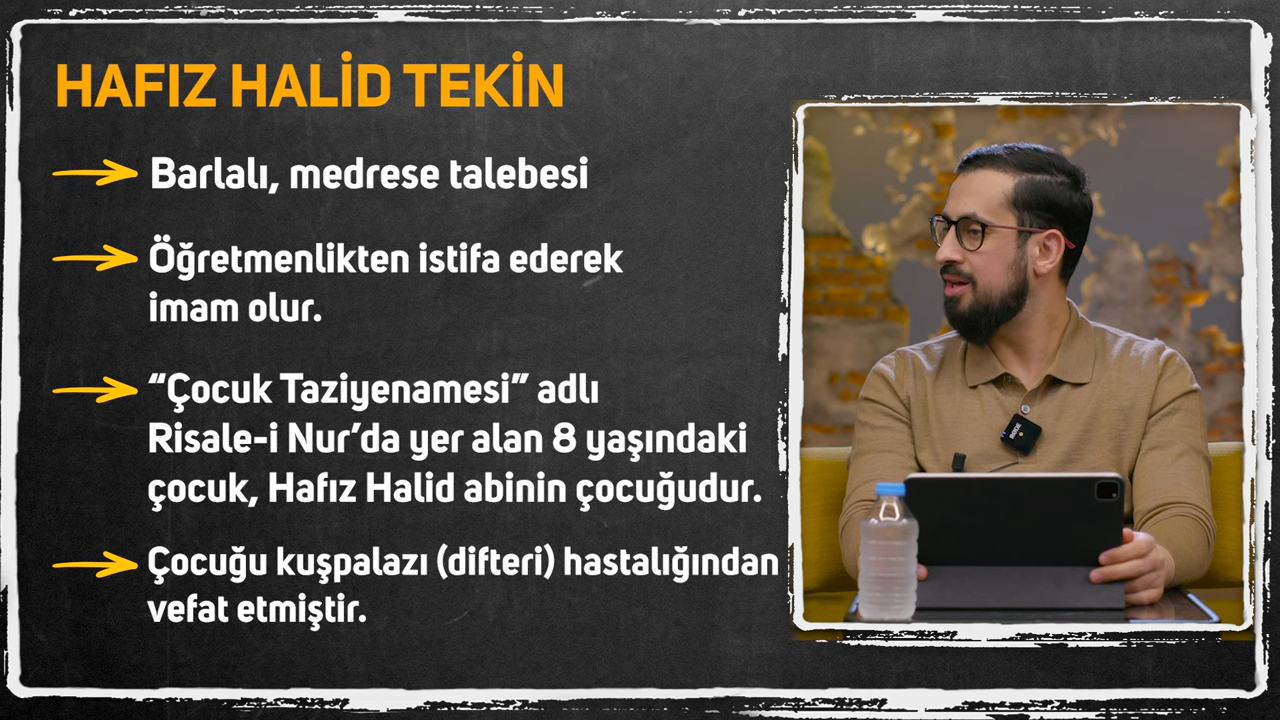 HAFIZ HALİD TEKİN
Barlalı, medrese talebesi
Öğretmenlikten istifa ederek
imam olur.
“Çocuk Taziyenamesi” adlı
Risale-i Nur’da yer alan 8 yaşındaki
çocuk, Hafız Halid abinin çocuğudur.
Çocuğu kuşpalazı (difteri) hastalığından
vefat etmiştir.